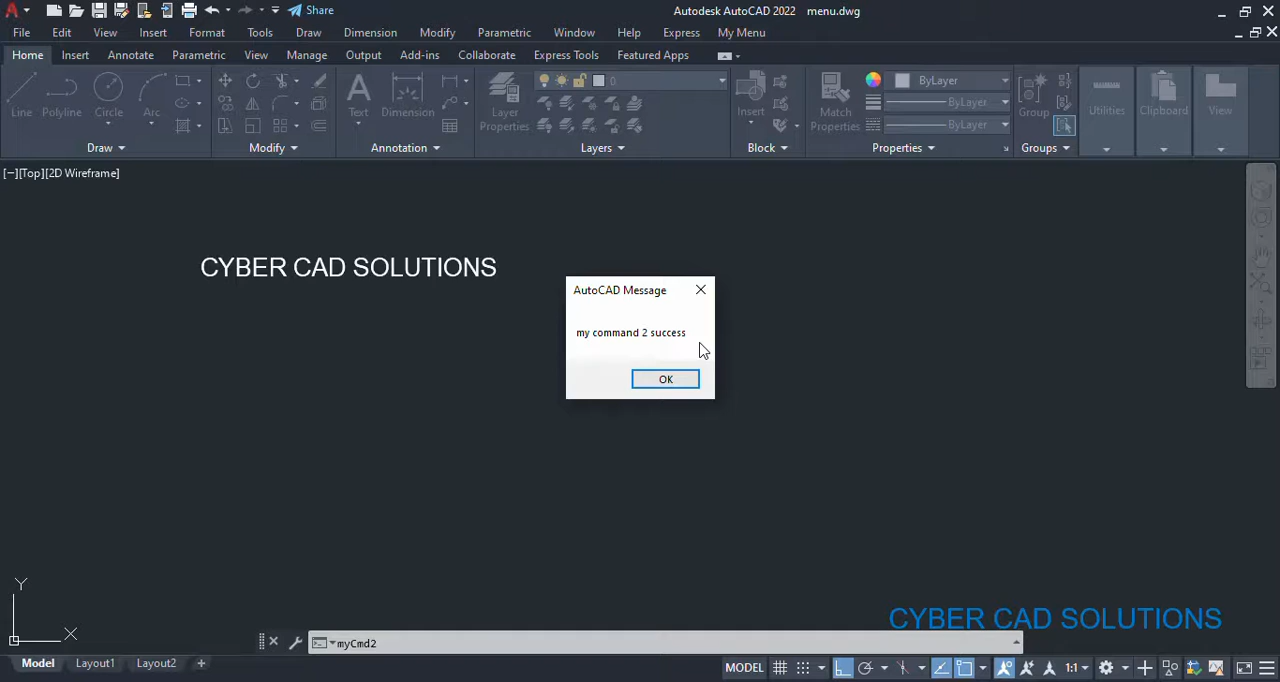 Share
Autodesk AutoCAD 2022 menu.dwg
File Edit View Insert Format Tools Draw Dimension Modify Parametric Window Help Express My Menu
Home Insert Annotate Parametric View Manage Output Add-ins Collaborate Express Tools Featured Apps
Line Polyline Circle Arc
Text Dimension
Layer Properties
0
Insert
Match Properties
ByLayer
ByLayer
ByLayer
Group
Utilities
Clipboard
View
Draw Modify Annotation Layers Block Properties Groups
[−][Top][2D Wireframe]
CYBER CAD SOLUTIONS
AutoCAD Message
my command 2 success
OK
Y
X
CYBER CAD SOLUTIONS
myCmd2
Model Layout1 Layout2
MODEL 1:1